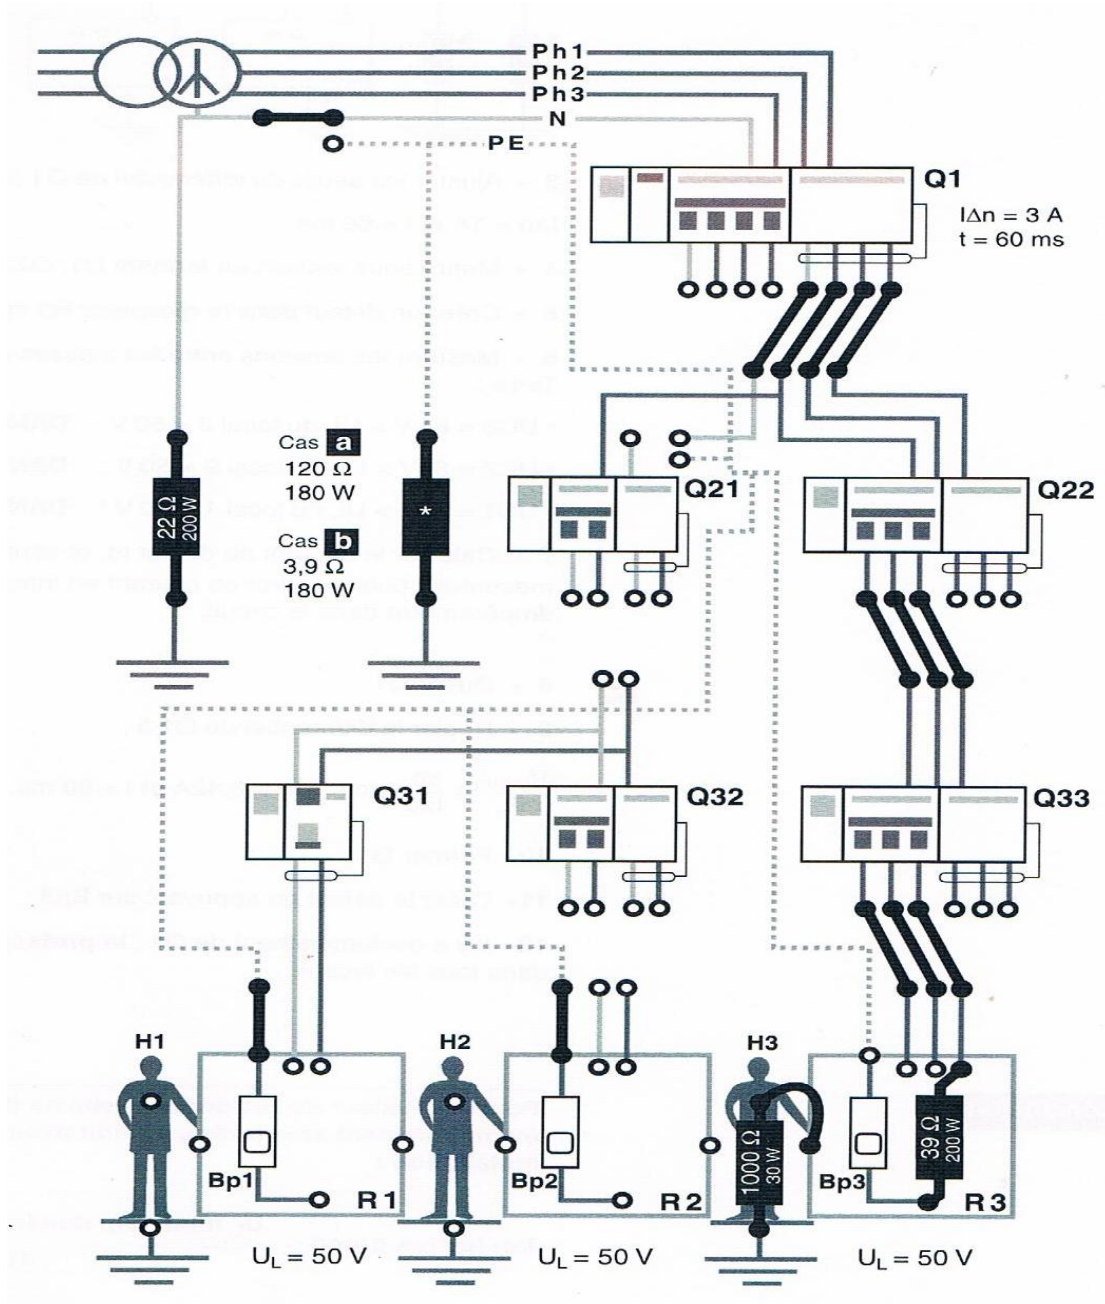 Ph1
Ph2
Ph3
N
PE
Q1
IΔn = 3 A
t = 60 ms
Cas a
120 Ω
180 W
22 Ω
200 W
*
Cas b
3,9 Ω
180 W
Q21
Q22
Q31
Q32
Q33
H1
H2
H3
1000 Ω
30 W
39 Ω
200 W
Bp1
R1
Bp2
R2
Bp3
R3
UL = 50 V
UL = 50 V
UL = 50 V